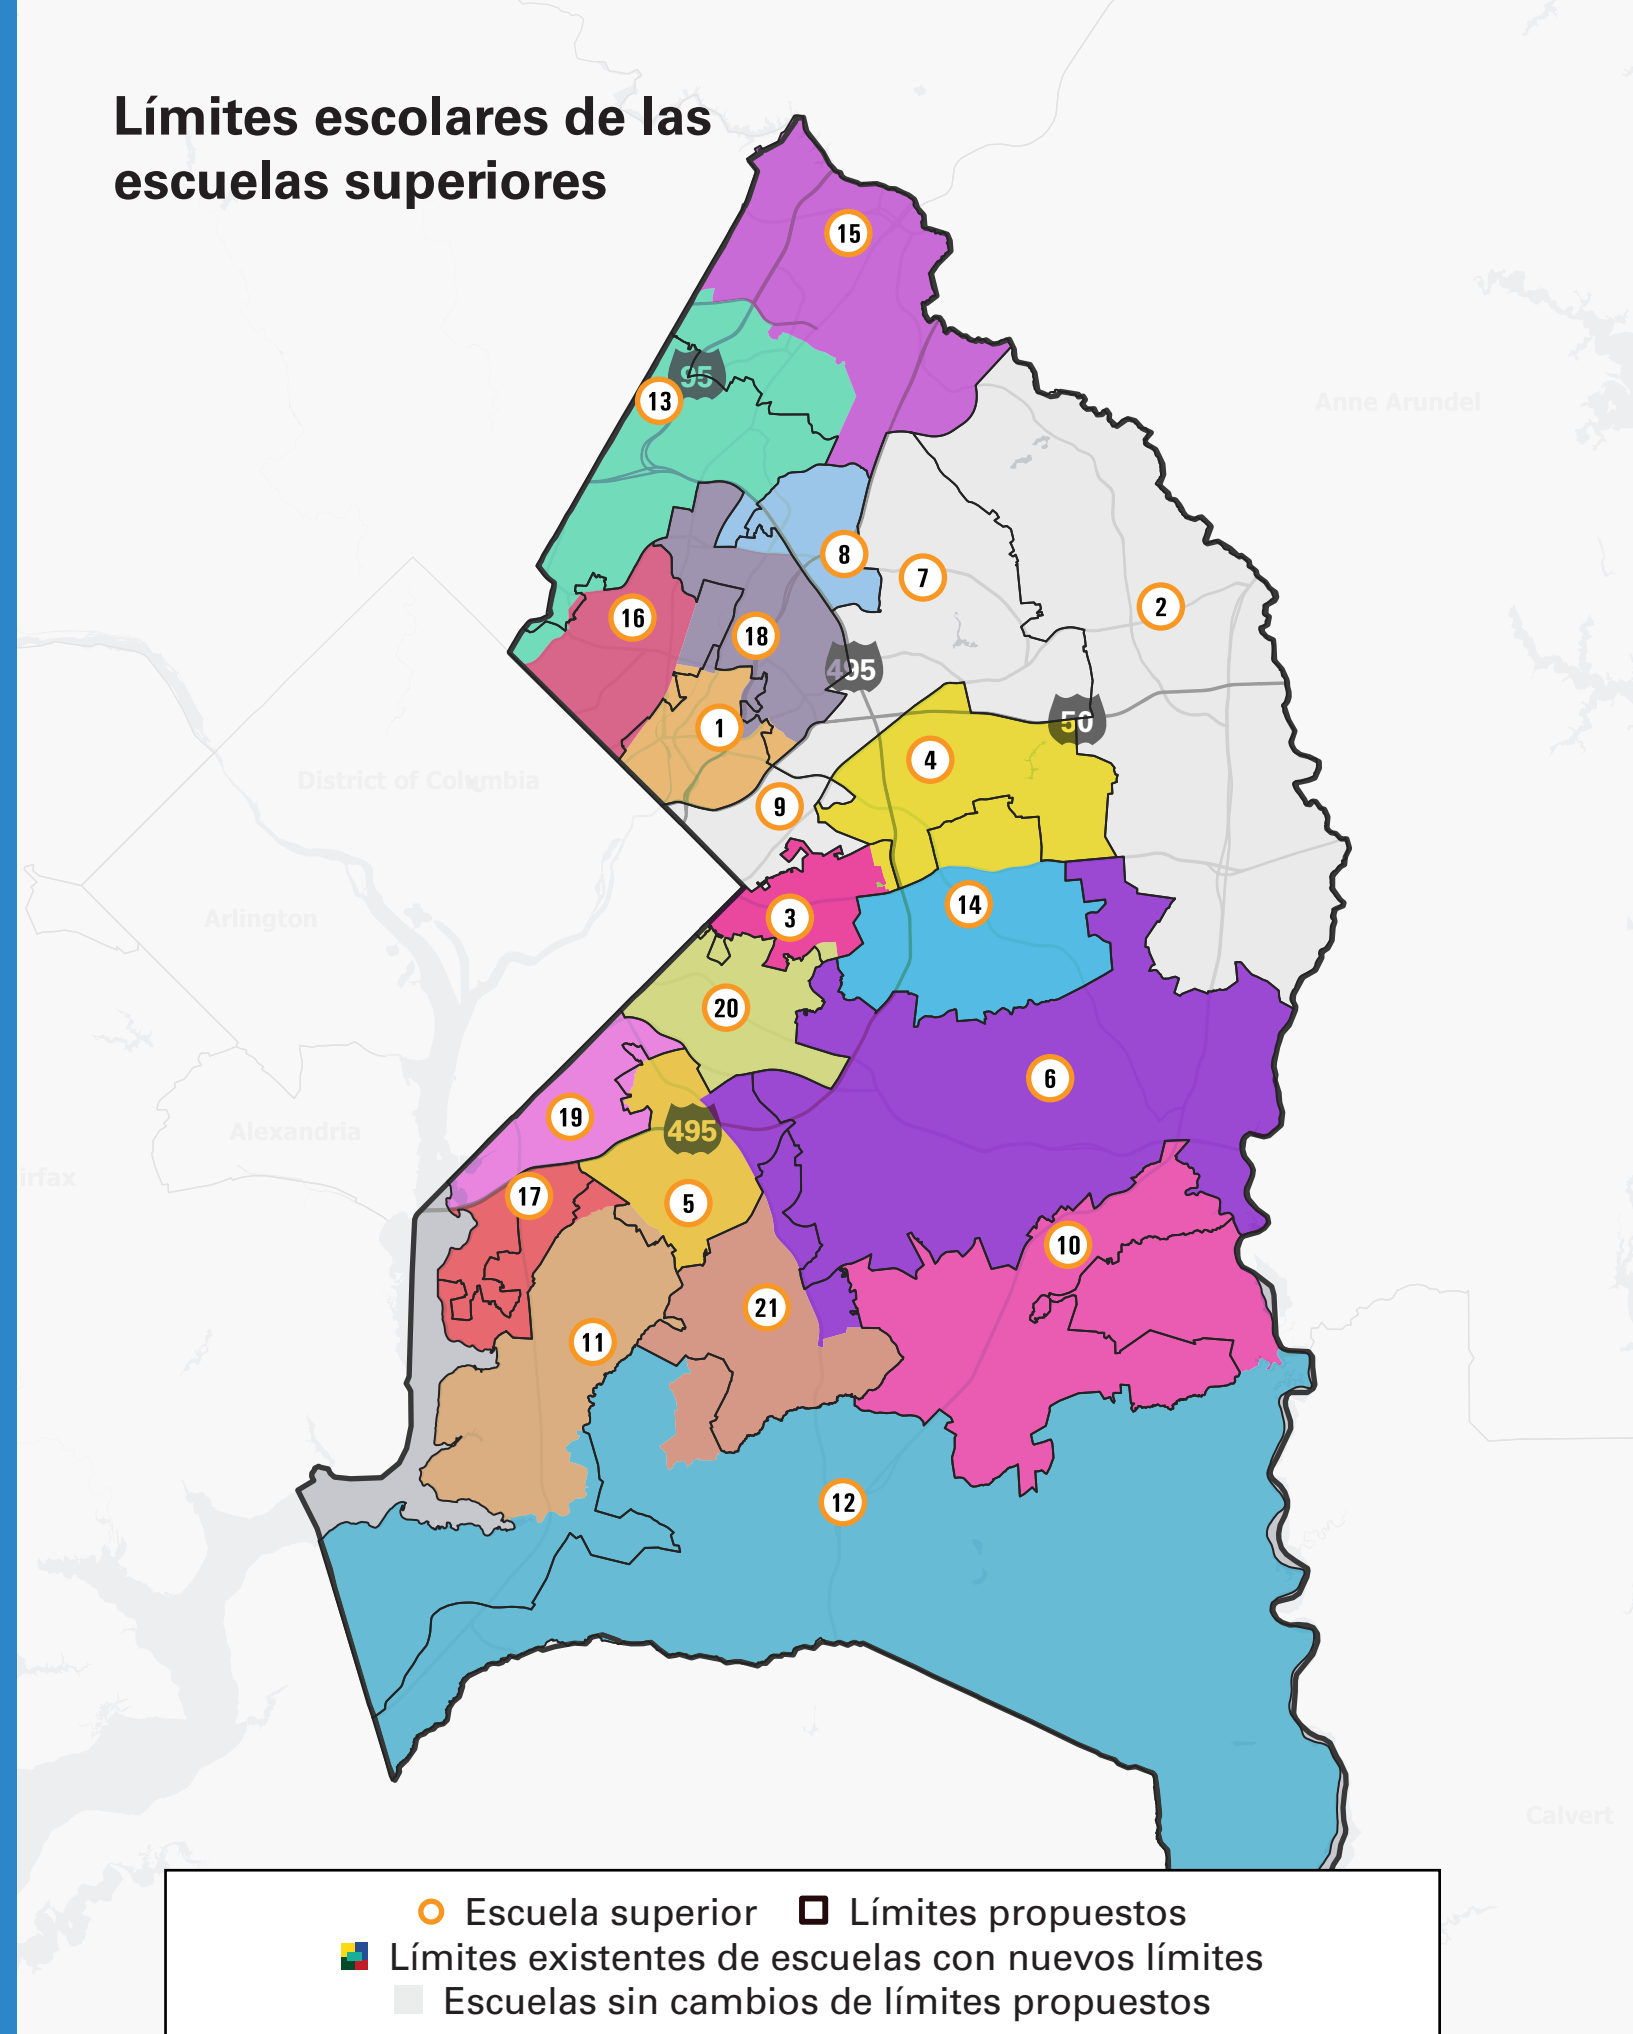 Límites escolares de las
escuelas superiores
15
95
13
Anne Arundel
8
7
2
16
18
495
50
1
4
District of Columbia
9
3
14
Arlington
20
6
19
Alexandria
495
irfax
17
5
10
21
11
12
Calvert
Escuela superior
Límites propuestos
Límites existentes de escuelas con nuevos límites
Escuelas sin cambios de límites propuestos